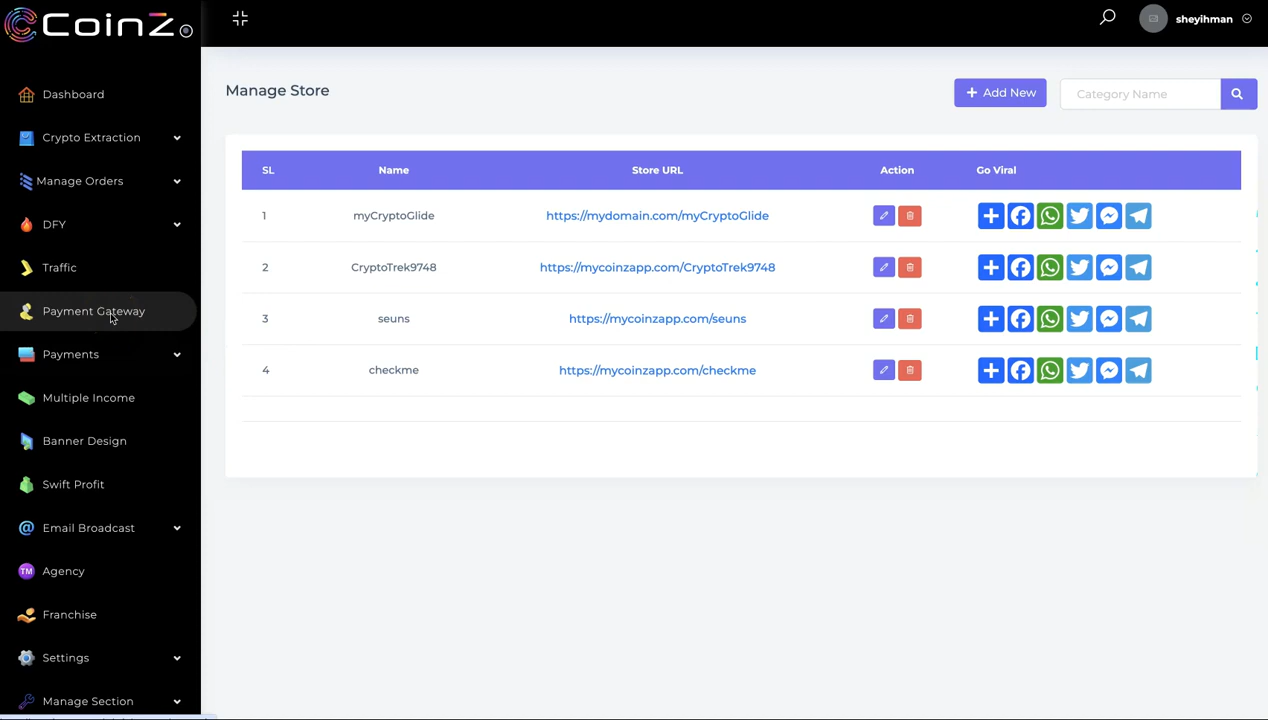 CoinZ
sheyihman
Dashboard
Crypto Extraction
Manage Orders
DFY
Traffic
Payment Gateway
Payments
Multiple Income
Banner Design
Swift Profit
Email Broadcast
TM Agency
Franchise
Settings
Manage Section
Manage Store
+ Add New
Category Name
SL Name Store URL Action Go Viral
1 myCryptoGlide https://mydomain.com/myCryptoGlide
2 CryptoTrek9748 https://mycoinzapp.com/CryptoTrek9748
3 seuns https://mycoinzapp.com/seuns
4 checkme https://mycoinzapp.com/checkme